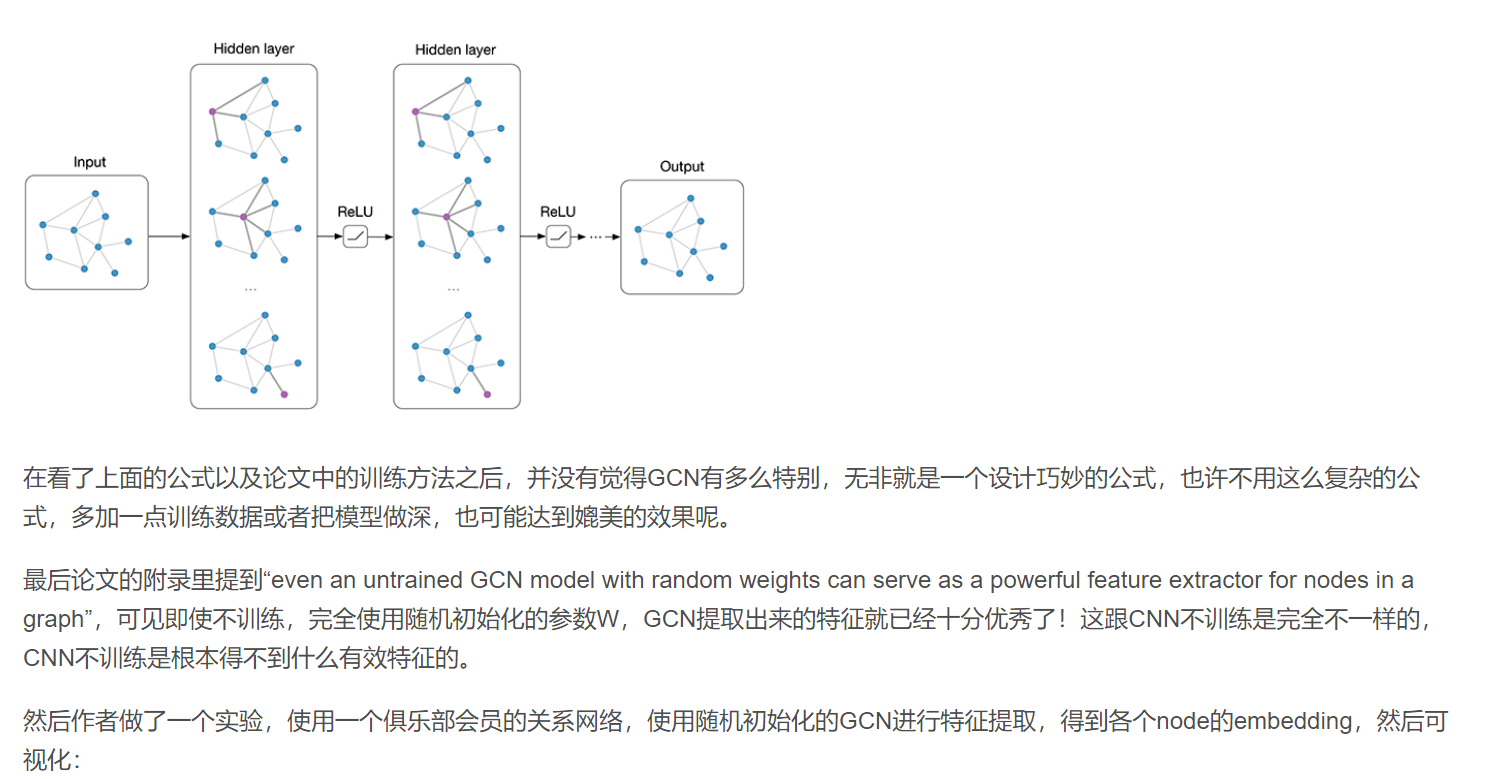 Hidden layer
Hidden layer
Input
Output
ReLU
ReLU
...
...
...
在看了上面的公式以及论文中的训练方法之后，并没有觉得GCN有多么特别，无非就是一个设计巧妙的公式，也许不用这么复杂的公
式，多加一点训练数据或者把模型做深，也可能达到媲美的效果呢。
最后论文的附录里提到“even an untrained GCN model with random weights can serve as a powerful feature extractor for nodes in a
graph”，可见即使不训练，完全使用随机初始化的参数W，GCN提取出来的特征就已经十分优秀了！这跟CNN不训练是完全不一样的，
CNN不训练是根本得不到什么有效特征的。
然后作者做了一个实验，使用一个俱乐部会员的关系网络，使用随机初始化的GCN进行特征提取，得到各个node的embedding，然后可
视化：